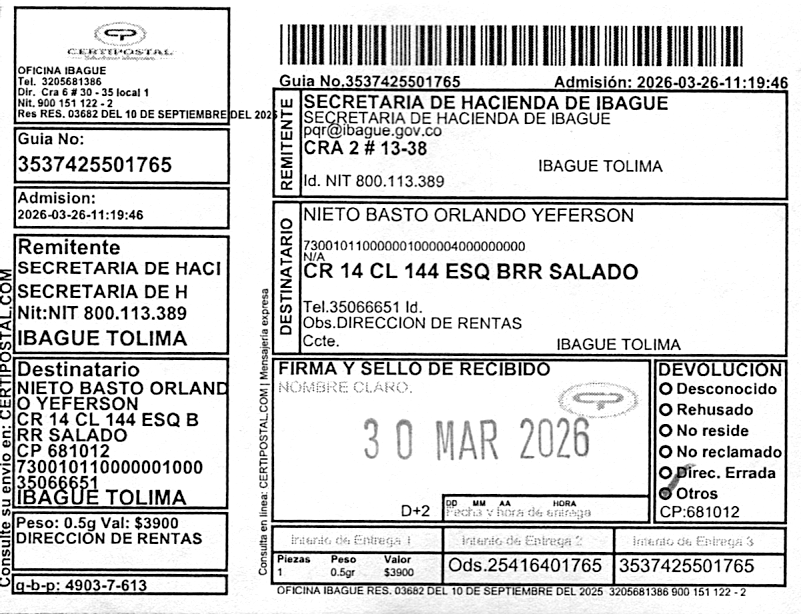 CERTIPOSTAL
OFICINA IBAGUE
Tel. 3205681386
Dir. Cra 6 # 30 - 35 local 1
Nit. 900 151 122 - 2
Res RES. 03682 DEL 10 DE SEPTIEMBRE DEL 2025
Guia No:
3537425501765
Admision:
2026-03-26-11:19:46
Remitente
SECRETARIA DE HACI
SECRETARIA DE H
Nit:NIT 800.113.389
IBAGUE TOLIMA
Destinatario
NIETO BASTO ORLAND
O YEFERSON
CR 14 CL 144 ESQ B
RR SALADO
CP 681012
730010110000001000
35066651
IBAGUE TOLIMA
Peso: 0.5g Val: $3900
DIRECCIÓN DE RENTAS
q-b-p: 4903-7-613
Consulte su envio en: CERTIPOSTAL.COM
Guia No.3537425501765 Admisión: 2026-03-26-11:19:46
REMITENTE
SECRETARIA DE HACIENDA DE IBAGUE
SECRETARIA DE HACIENDA DE IBAGUE
pqr@ibague.gov.co
CRA 2 # 13-38
IBAGUE TOLIMA
Id. NIT 800.113.389
DESTINATARIO
NIETO BASTO ORLANDO YEFERSON
730010110000001000004000000000
N/A
CR 14 CL 144 ESQ BRR SALADO
Tel.35066651 Id.
Obs.DIRECCION DE RENTAS
Ccte. IBAGUE TOLIMA
Consulta en linea: CERTIPOSTAL.COM | Mensajería expresa
FIRMA Y SELLO DE RECIBIDO
NOMBRE CLARO.
30 MAR 2026
D+2
DD MM AA HORA
Fecha y hora de entrega
DEVOLUCION
Desconocido
Rehusado
No reside
No reclamado
Direc. Errada
Otros
CP:681012
Intento de Entrega 1 Intento de Entrega 2 Intento de Entrega 3
Piezas Peso Valor
1 0.5gr $3900
Ods.25416401765 3537425501765
OFICINA IBAGUE RES. 03682 DEL 10 DE SEPTIEMBRE DEL 2025 3205681386 900 151 122 - 2